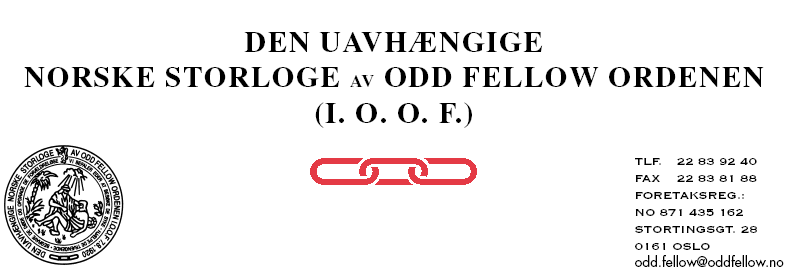 DEN UAVHÆNGIGE
NORSKE STORLOGE AV ODD FELLOW ORDENEN
(I. O. O. F.)
DEN UAVHÆNGIGE NORSKE STORLOGE AV ODD FELLOW ORDENEN I.O.O.F. 7.6.1920
TLF. 22 83 92 40
FAX 22 83 81 88
FORETAKSREG.:
NO 871 435 162
STORTINGSGT. 28
0161 OSLO
odd.fellow@oddfellow.no